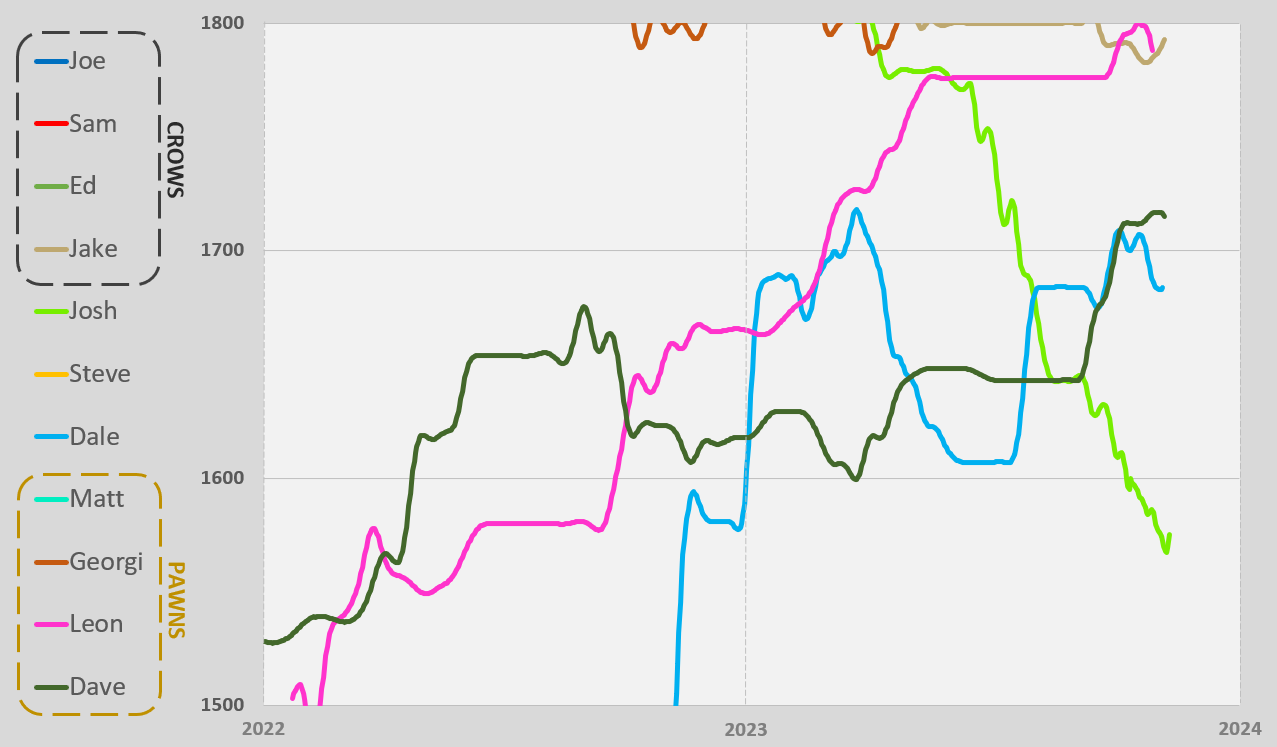 Joe
Sam
Ed
Jake
CROWS
Josh
Steve
Dale
Matt
Georgi
Leon
Dave
PAWNS
1800
1700
1600
1500
2022
2023
2024